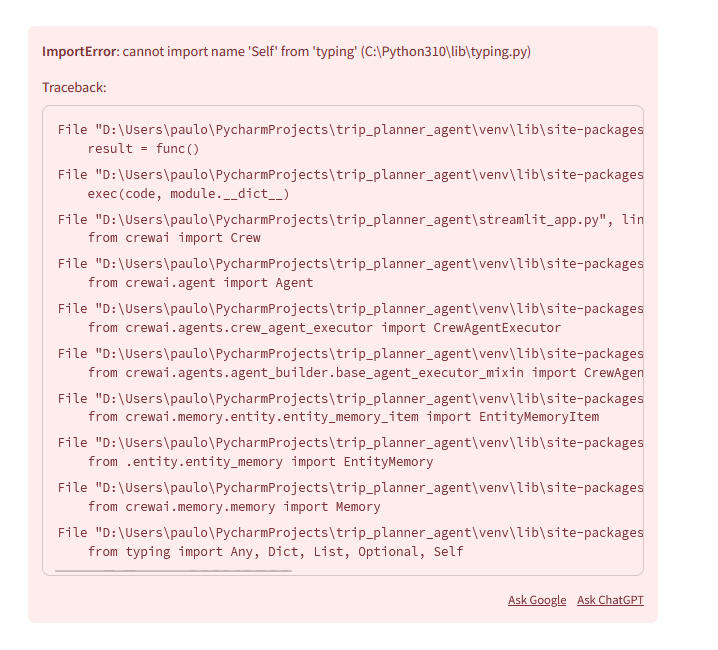 ImportError: cannot import name 'Self' from 'typing' (C:\Python310\lib\typing.py)
Traceback:
File "D:\Users\paulo\PycharmProjects\trip_planner_agent\venv\lib\site-packages
result = func()
File "D:\Users\paulo\PycharmProjects\trip_planner_agent\venv\lib\site-packages
exec(code, module.__dict__)
File "D:\Users\paulo\PycharmProjects\trip_planner_agent\streamlit_app.py", lin
from crewai import Crew
File "D:\Users\paulo\PycharmProjects\trip_planner_agent\venv\lib\site-packages
from crewai.agent import Agent
File "D:\Users\paulo\PycharmProjects\trip_planner_agent\venv\lib\site-packages
from crewai.agents.crew_agent_executor import CrewAgentExecutor
File "D:\Users\paulo\PycharmProjects\trip_planner_agent\venv\lib\site-packages
from crewai.agents.agent_builder.base_agent_executor_mixin import CrewAgen
File "D:\Users\paulo\PycharmProjects\trip_planner_agent\venv\lib\site-packages
from crewai.memory.entity.entity_memory_item import EntityMemoryItem
File "D:\Users\paulo\PycharmProjects\trip_planner_agent\venv\lib\site-packages
from .entity.entity_memory import EntityMemory
File "D:\Users\paulo\PycharmProjects\trip_planner_agent\venv\lib\site-packages
from crewai.memory.memory import Memory
File "D:\Users\paulo\PycharmProjects\trip_planner_agent\venv\lib\site-packages
from typing import Any, Dict, List, Optional, Self
Ask Google Ask ChatGPT